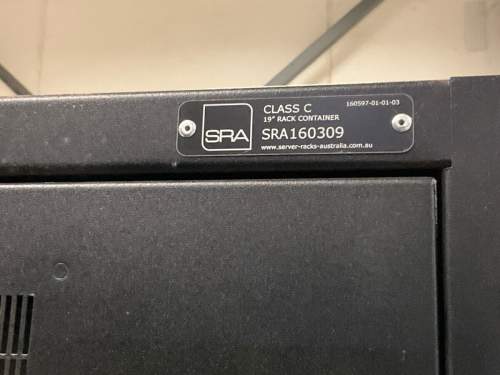 SRA
CLASS C
160597-01-01-03
19" RACK CONTAINER
SRA160309
www.server-racks-australia.com.au